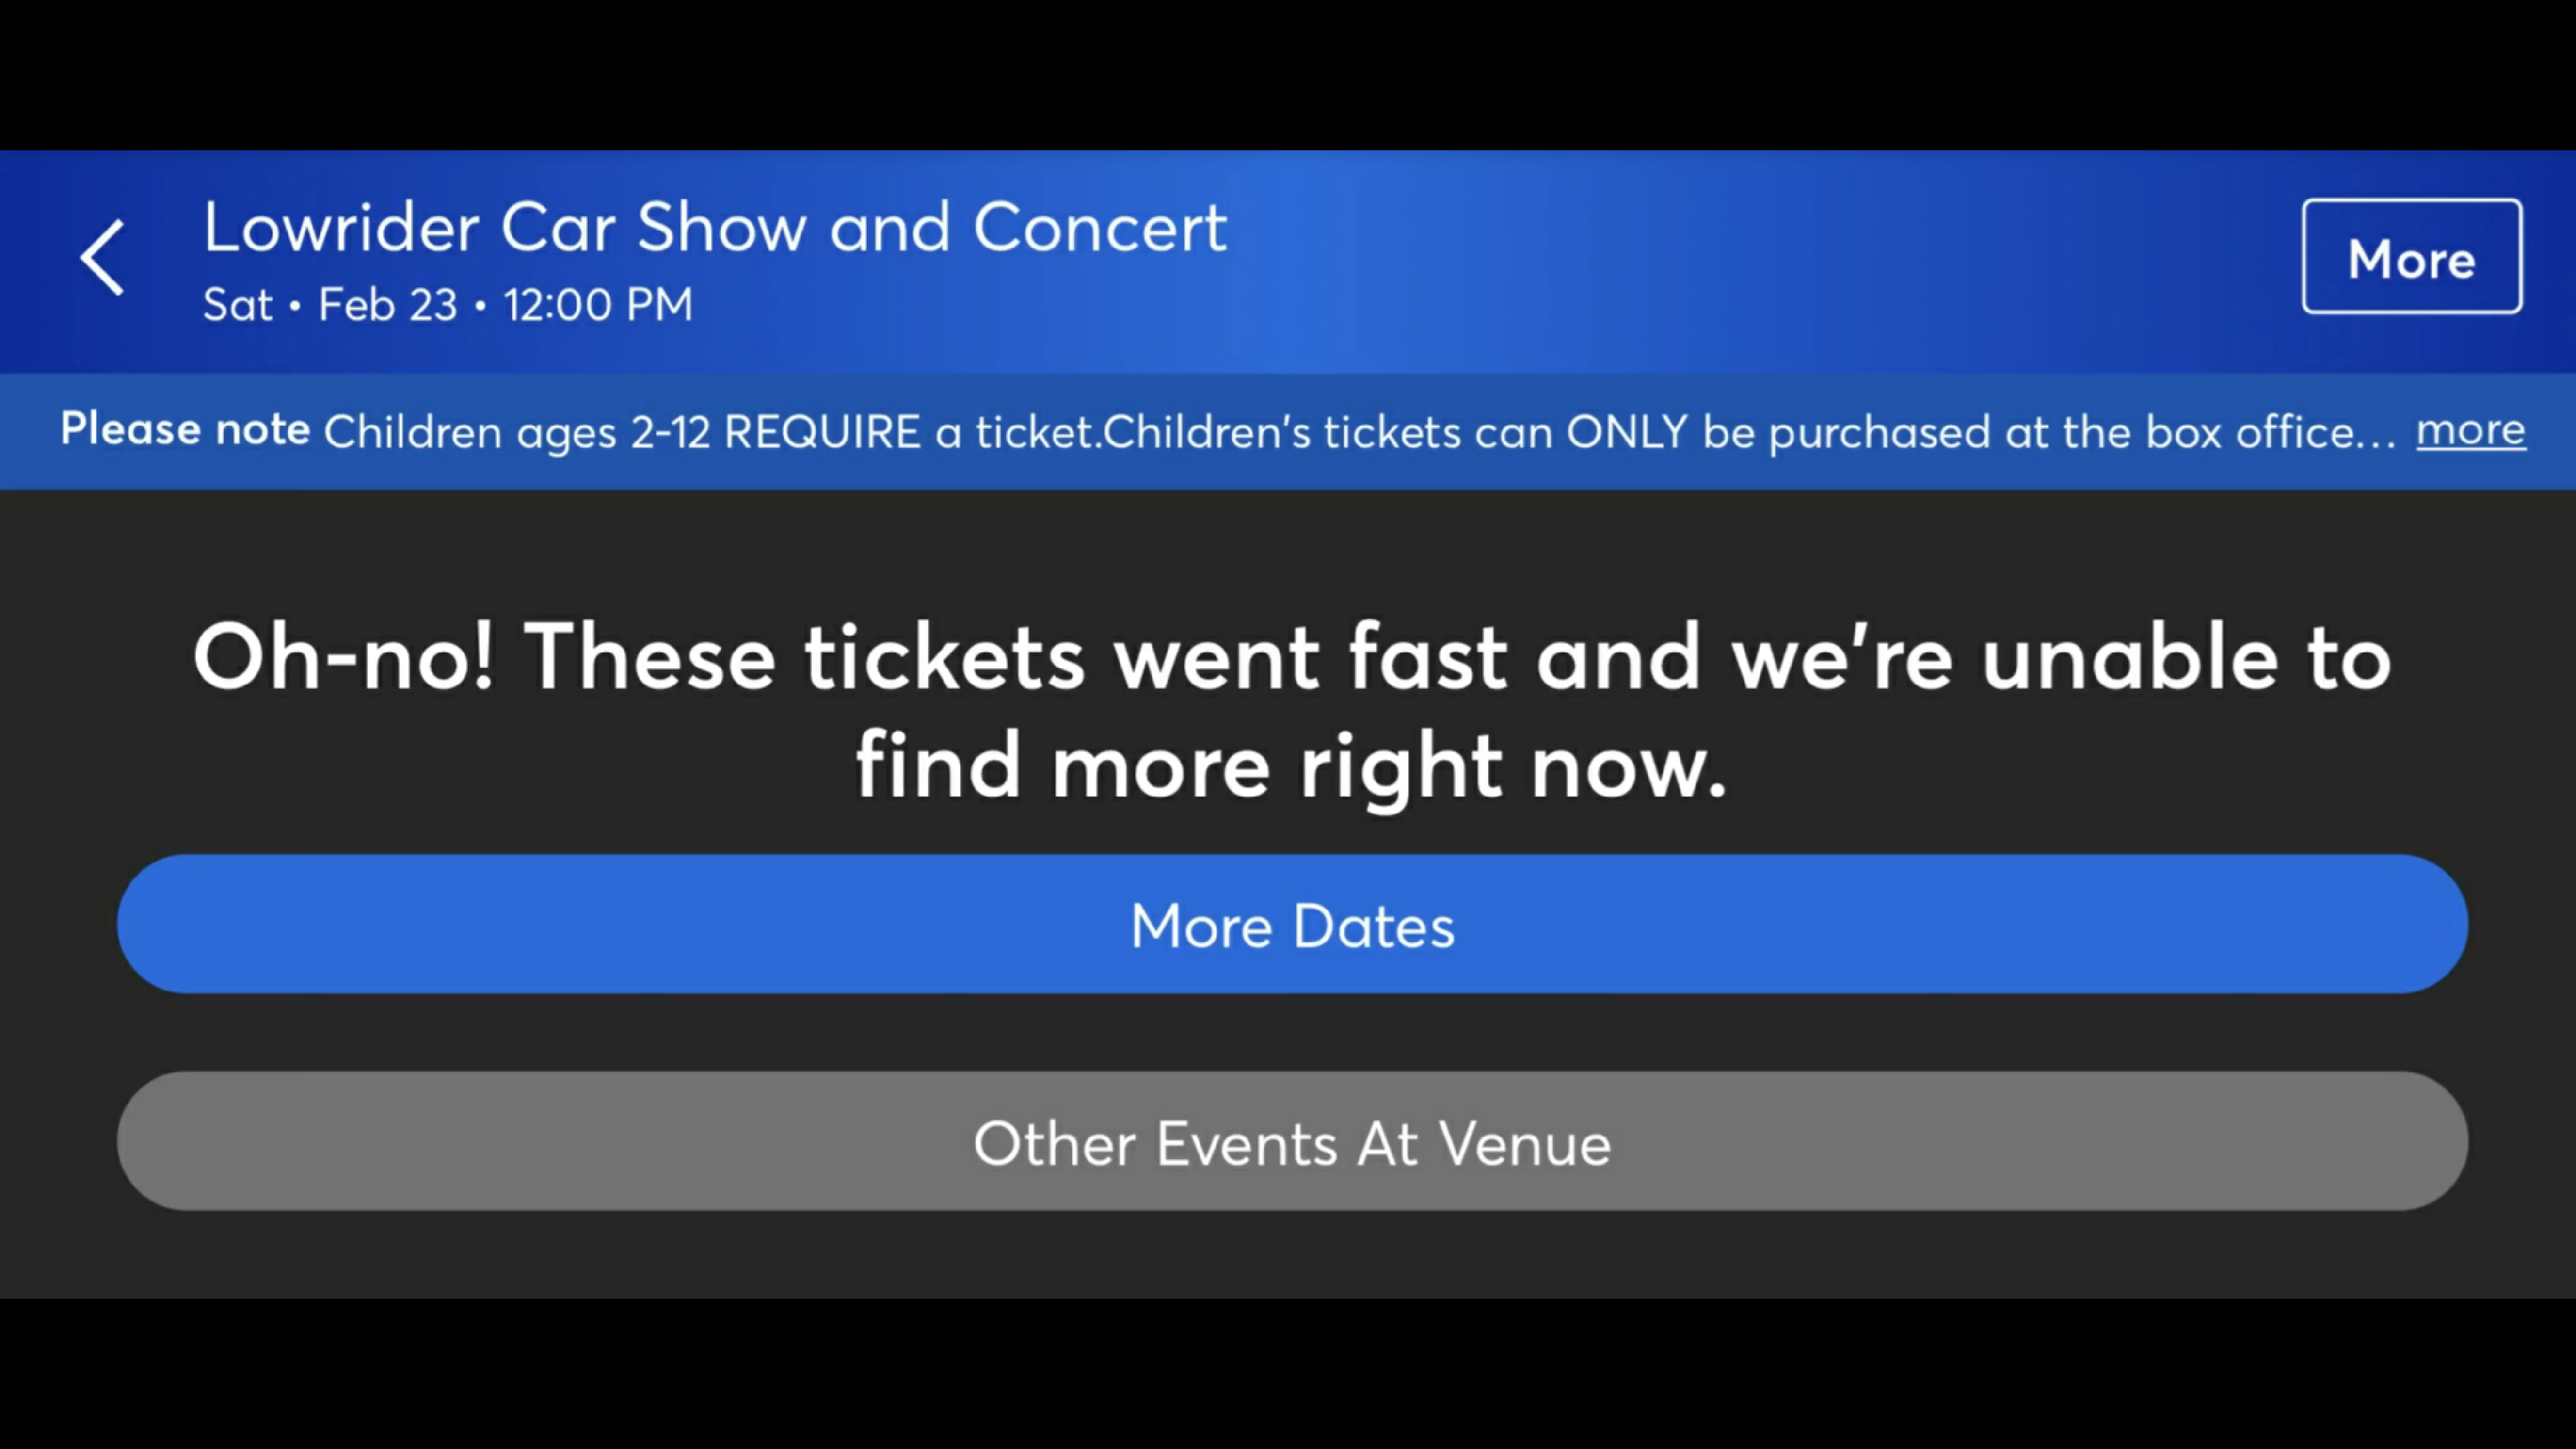 Lowrider Car Show and Concert
Sat • Feb 23 • 12:00 PM
More
Please note Children ages 2-12 REQUIRE a ticket.Children's tickets can ONLY be purchased at the box office... more
Oh-no! These tickets went fast and we're unable to
find more right now.
More Dates
Other Events At Venue